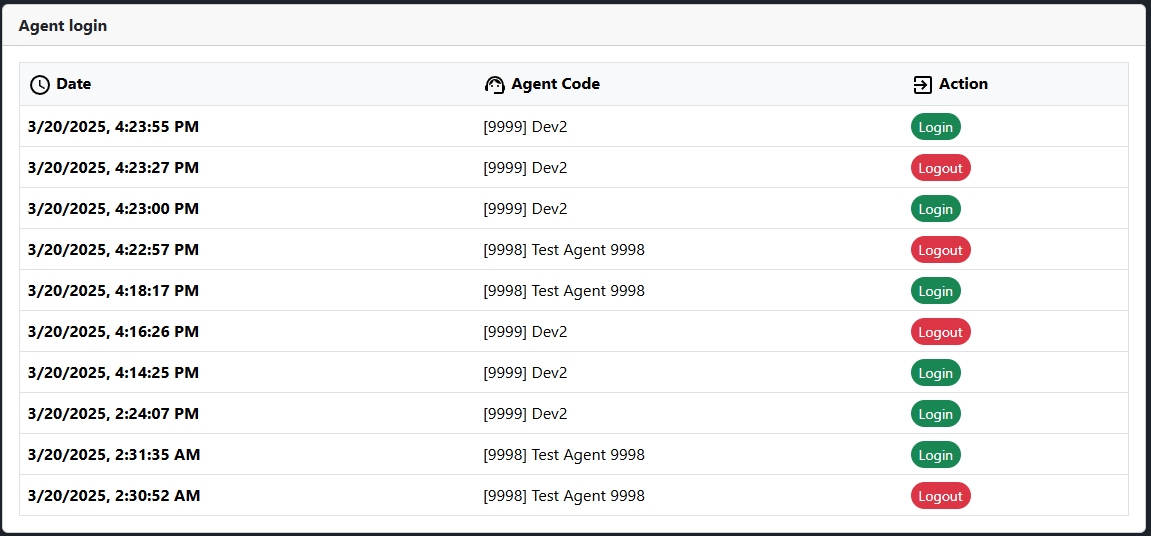 Agent login
Date Agent Code Action
3/20/2025, 4:23:55 PM [9999] Dev2 Login
3/20/2025, 4:23:27 PM [9999] Dev2 Logout
3/20/2025, 4:23:00 PM [9999] Dev2 Login
3/20/2025, 4:22:57 PM [9998] Test Agent 9998 Logout
3/20/2025, 4:18:17 PM [9998] Test Agent 9998 Login
3/20/2025, 4:16:26 PM [9999] Dev2 Logout
3/20/2025, 4:14:25 PM [9999] Dev2 Login
3/20/2025, 2:24:07 PM [9999] Dev2 Login
3/20/2025, 2:31:35 AM [9998] Test Agent 9998 Login
3/20/2025, 2:30:52 AM [9998] Test Agent 9998 Logout